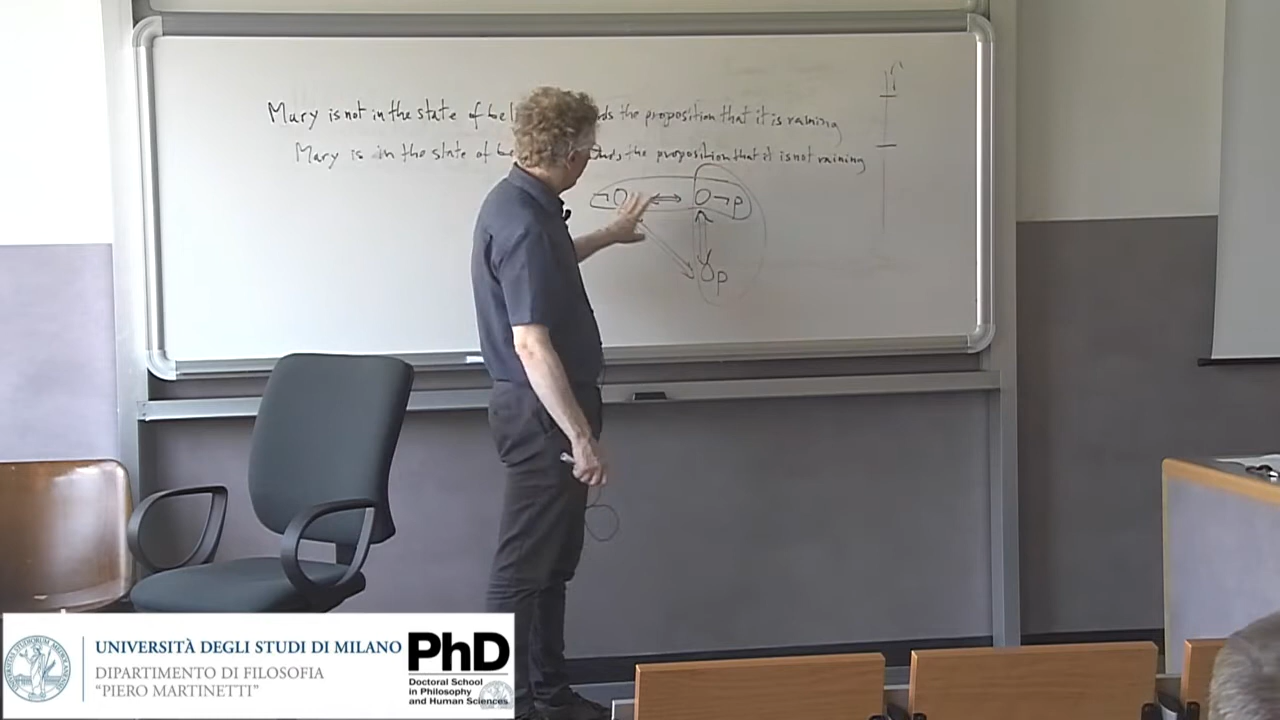 Mary is not in the state of be ds the proposition that it is raining
Mary is in the state of be ds the proposition that it is not raining
¬O ↔ O¬p
Op
UNIVERSITÀ DEGLI STUDI DI MILANO
DIPARTIMENTO DI FILOSOFIA
"PIERO MARTINETTI"
PhD
Doctoral School
in Philosophy
and Human Sciences